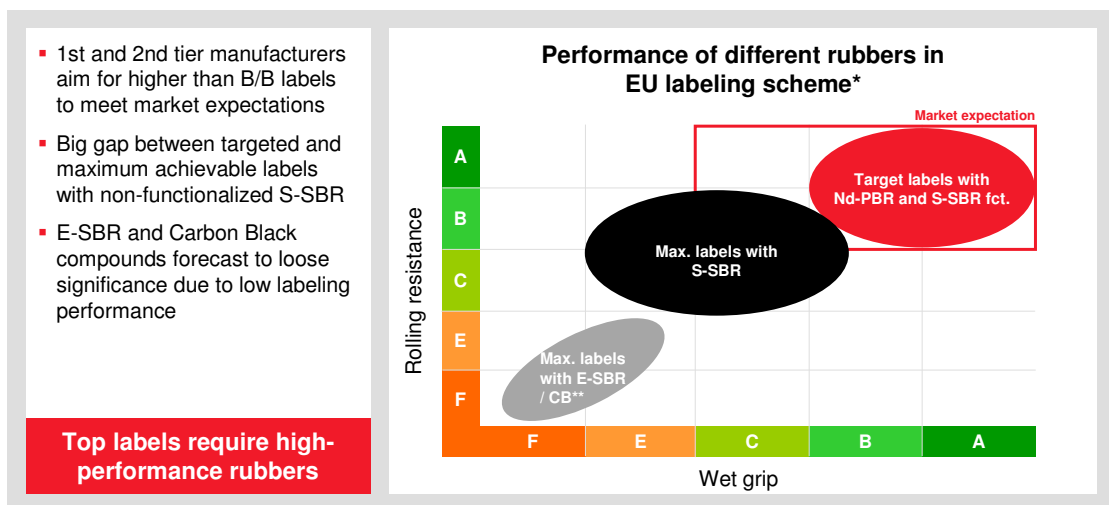 ▪ 1st and 2nd tier manufacturers
aim for higher than B/B labels
to meet market expectations
▪ Big gap between targeted and
maximum achievable labels
with non-functionalized S-SBR
▪ E-SBR and Carbon Black
compounds forecast to loose
significance due to low labeling
performance
Top labels require high-
performance rubbers
Performance of different rubbers in
EU labeling scheme*
Market expectation
Rolling resistance
A
B
C
E
F
Target labels with
Nd-PBR and S-SBR fct.
Max. labels with
S-SBR
Max. labels
with E-SBR
/ CB**
F E C B A
Wet grip